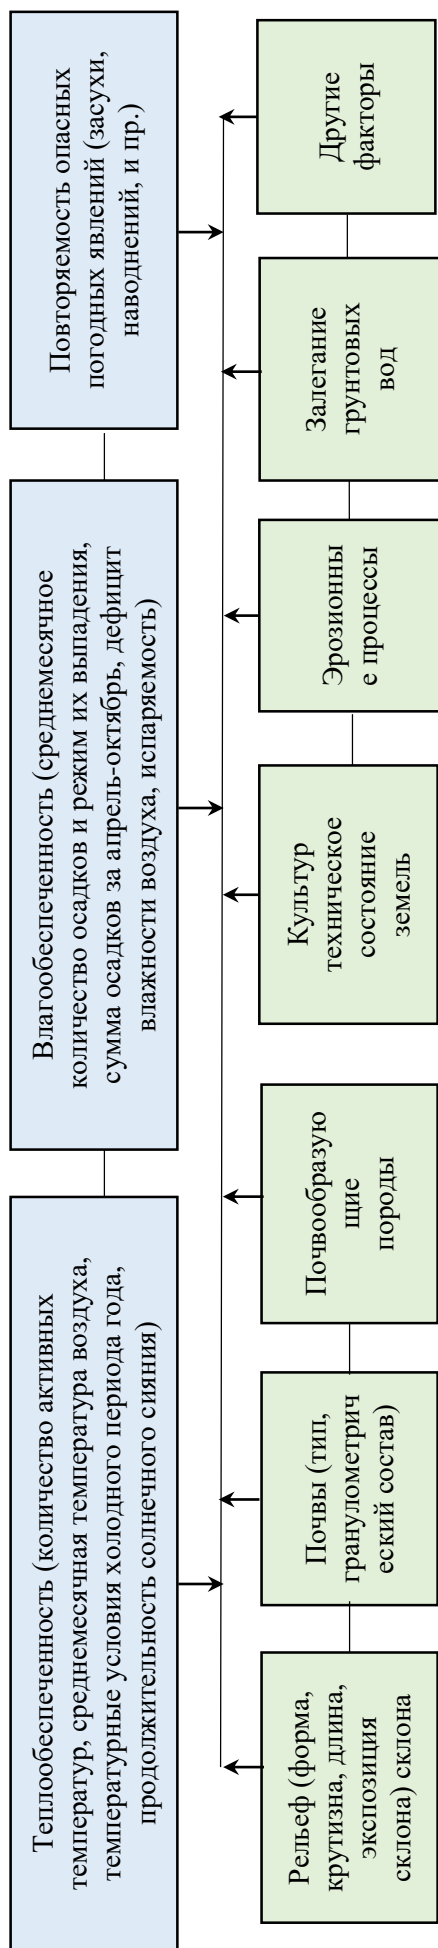 Теплообеспеченность (количество активных
температур, среднемесячная температура воздуха,
температурные условия холодного периода года,
продолжительность солнечного сияния)
Влагообеспеченность (среднемесячное
количество осадков и режим их выпадения,
сумма осадков за апрель-октябрь, дефицит
влажности воздуха, испаряемость)
Повторяемость опасных
погодных явлений (засухи,
наводнений, и пр.)
Рельеф (форма,
крутизна, длина,
экспозиция
склона) склона
Почвы (тип,
гранулометрич
еский состав)
Почвообразую
щие
породы
Культур
техническое
состояние
земель
Эрозионны
е процессы
Залегание
грунтовых
вод
Другие
факторы